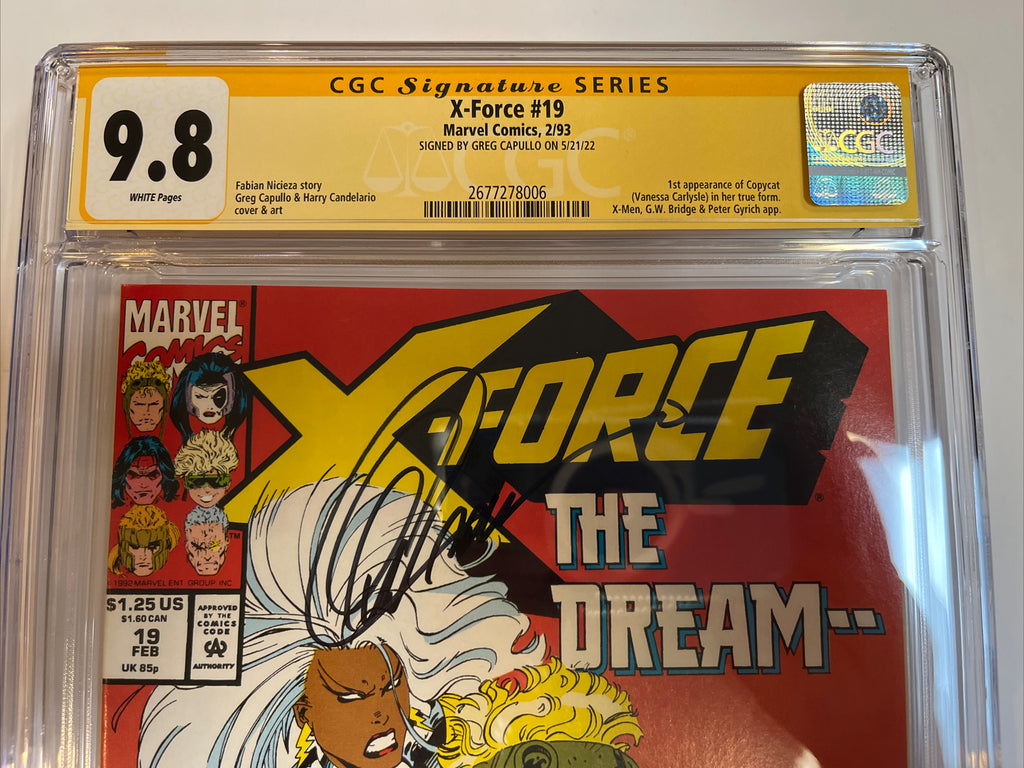 CGC Signature SERIES
X-Force #19
Marvel Comics, 2/93
SIGNED BY GREG CAPULLO ON 5/21/22
9.8
WHITE Pages
Fabian Nicieza story
Greg Capullo & Harry Candelario
cover & art
CGC®
2677278006
1st appearance of Copycat
(Vanessa Carlysle) in her true form.
X-Men, G.W. Bridge & Peter Gyrich app.
CGC
MARVEL®
COMICS
X-FORCE®
TM
© 1992 MARVEL ENT. GROUP, INC.
$1.25 US
$1.60 CAN
19
FEB
UK 85p
APPROVED
BY THE
COMICS
CODE
CA
AUTHORITY
THE
DREAM--